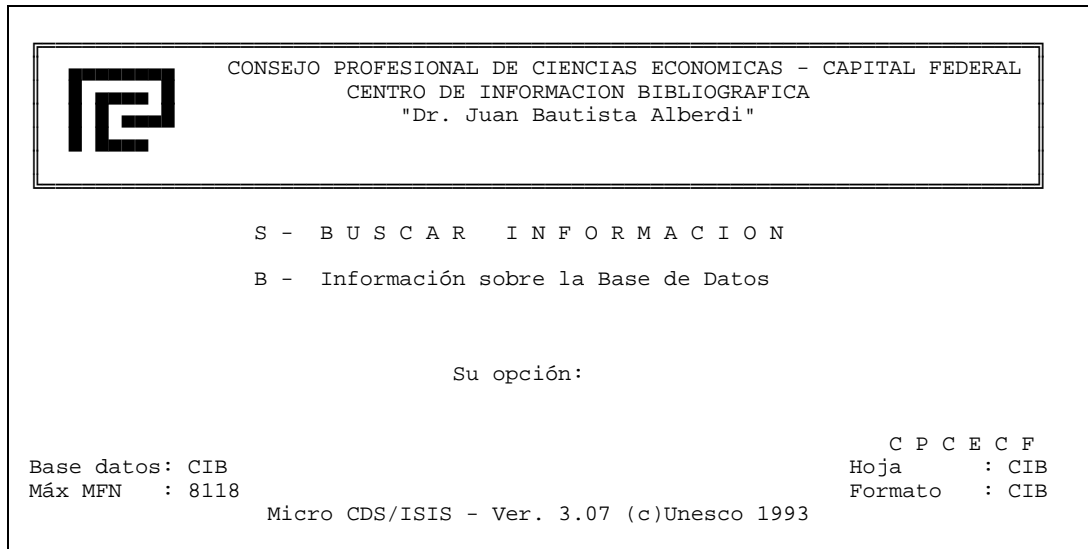 CONSEJO PROFESIONAL DE CIENCIAS ECONOMICAS - CAPITAL FEDERAL
CENTRO DE INFORMACION BIBLIOGRAFICA
"Dr. Juan Bautista Alberdi"
S - B U S C A R   I N F O R M A C I O N
B - Información sobre la Base de Datos
Su opción:
C P C E C F
Base datos: CIB   Hoja : CIB
Máx MFN : 8118   Formato : CIB
Micro CDS/ISIS - Ver. 3.07 (c)Unesco 1993